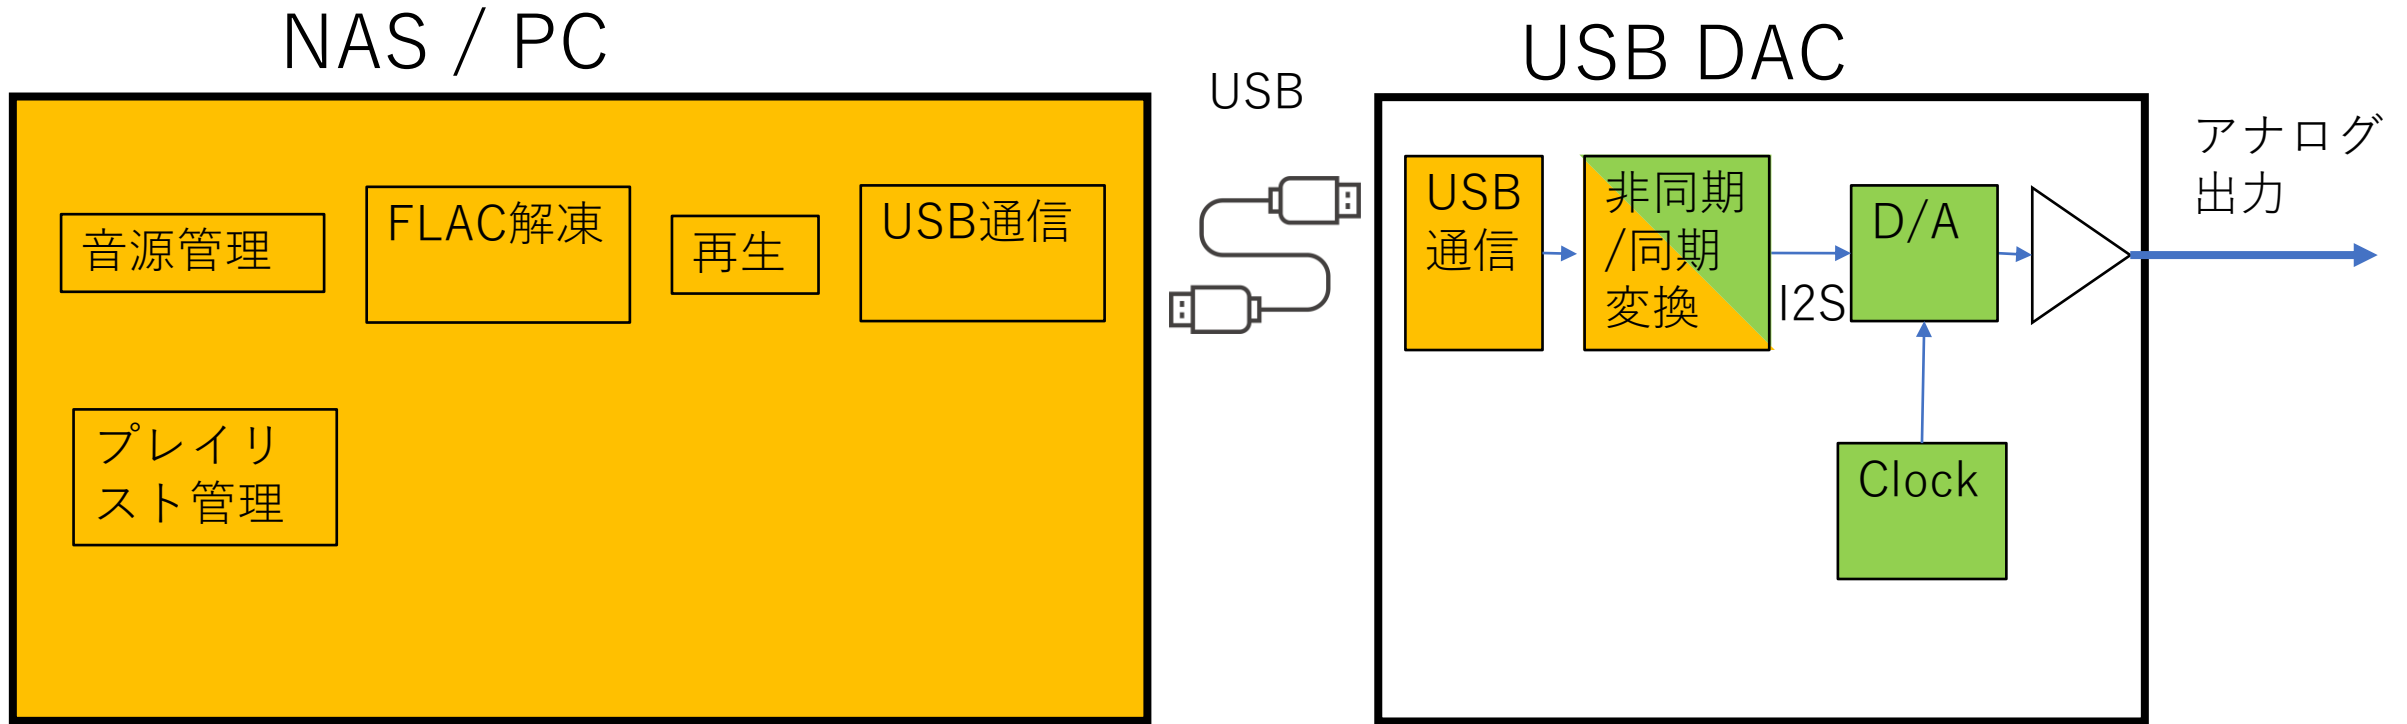 NAS / PC
USB DAC
USB
アナログ
出力
音源管理
FLAC解凍
再生
USB通信
プレイリ
スト管理
USB
通信
非同期
/同期
変換
I2S
D/A
Clock